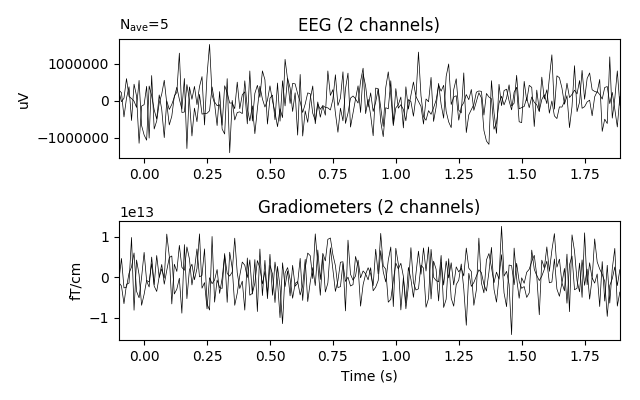 N_ave=5
EEG (2 channels)
1000000
0
−1000000
uV
0.00 0.25 0.50 0.75 1.00 1.25 1.50 1.75
1e13
Gradiometers (2 channels)
1
0
−1
fT/cm
0.00 0.25 0.50 0.75 1.00 1.25 1.50 1.75
Time (s)